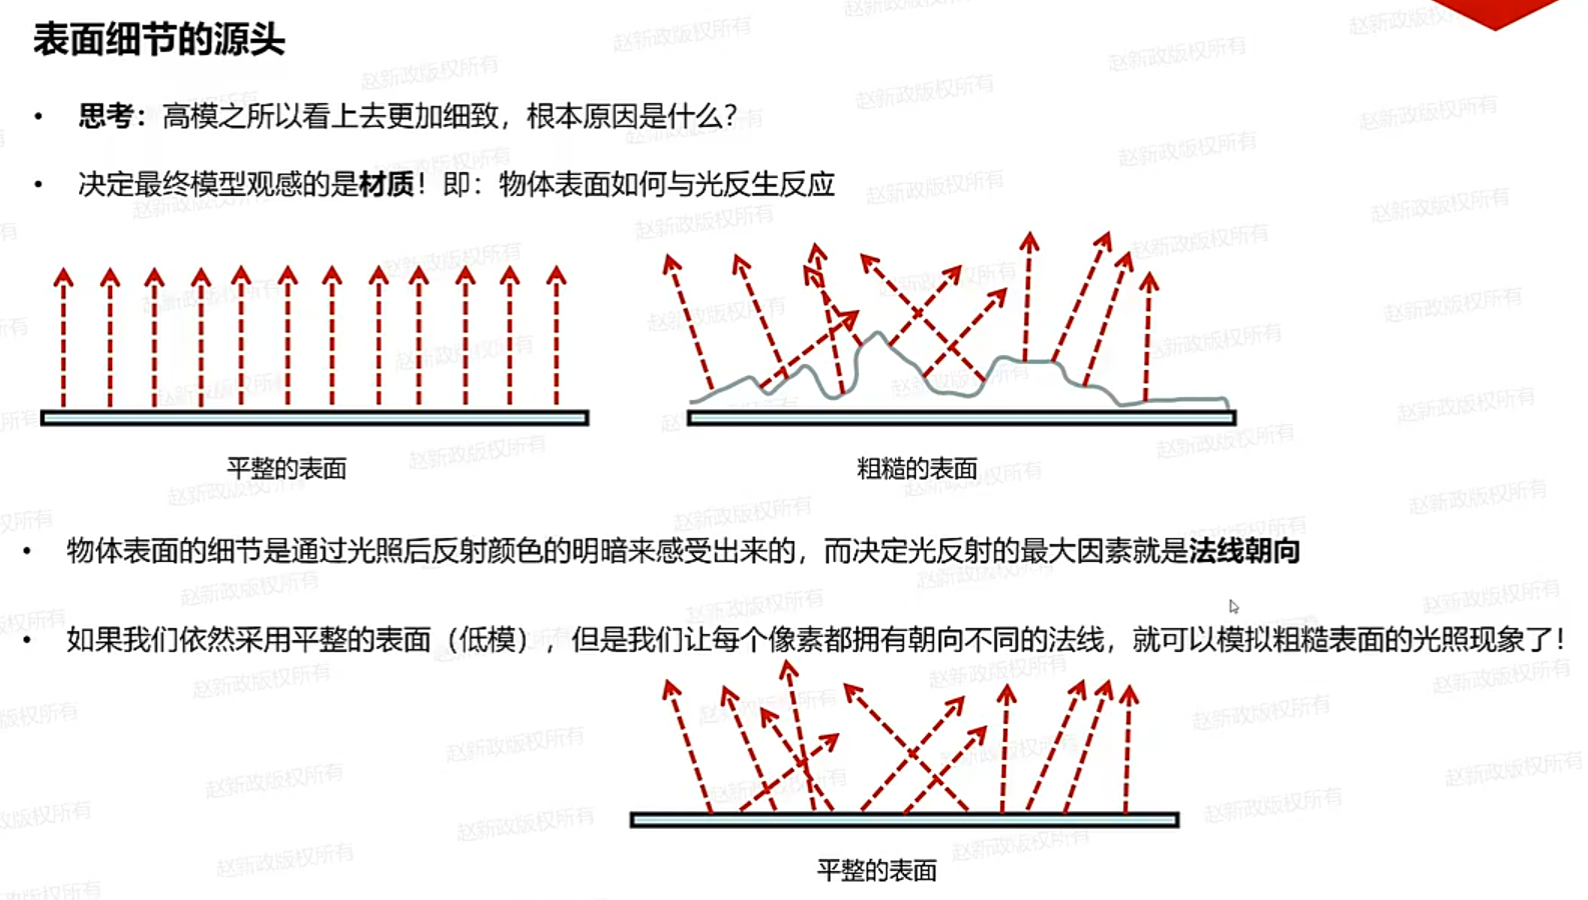 表面细节的源头
• 思考：高模之所以看上去更加细致，根本原因是什么？
• 决定最终模型观感的是材质！即：物体表面如何与光反生反应
平整的表面
粗糙的表面
• 物体表面的细节是通过光照后反射颜色的明暗来感受出来的，而决定光反射的最大因素就是法线朝向
• 如果我们依然采用平整的表面（低模），但是我们让每个像素都拥有朝向不同的法线，就可以模拟粗糙表面的光照现象了！
平整的表面
赵新政版权所有